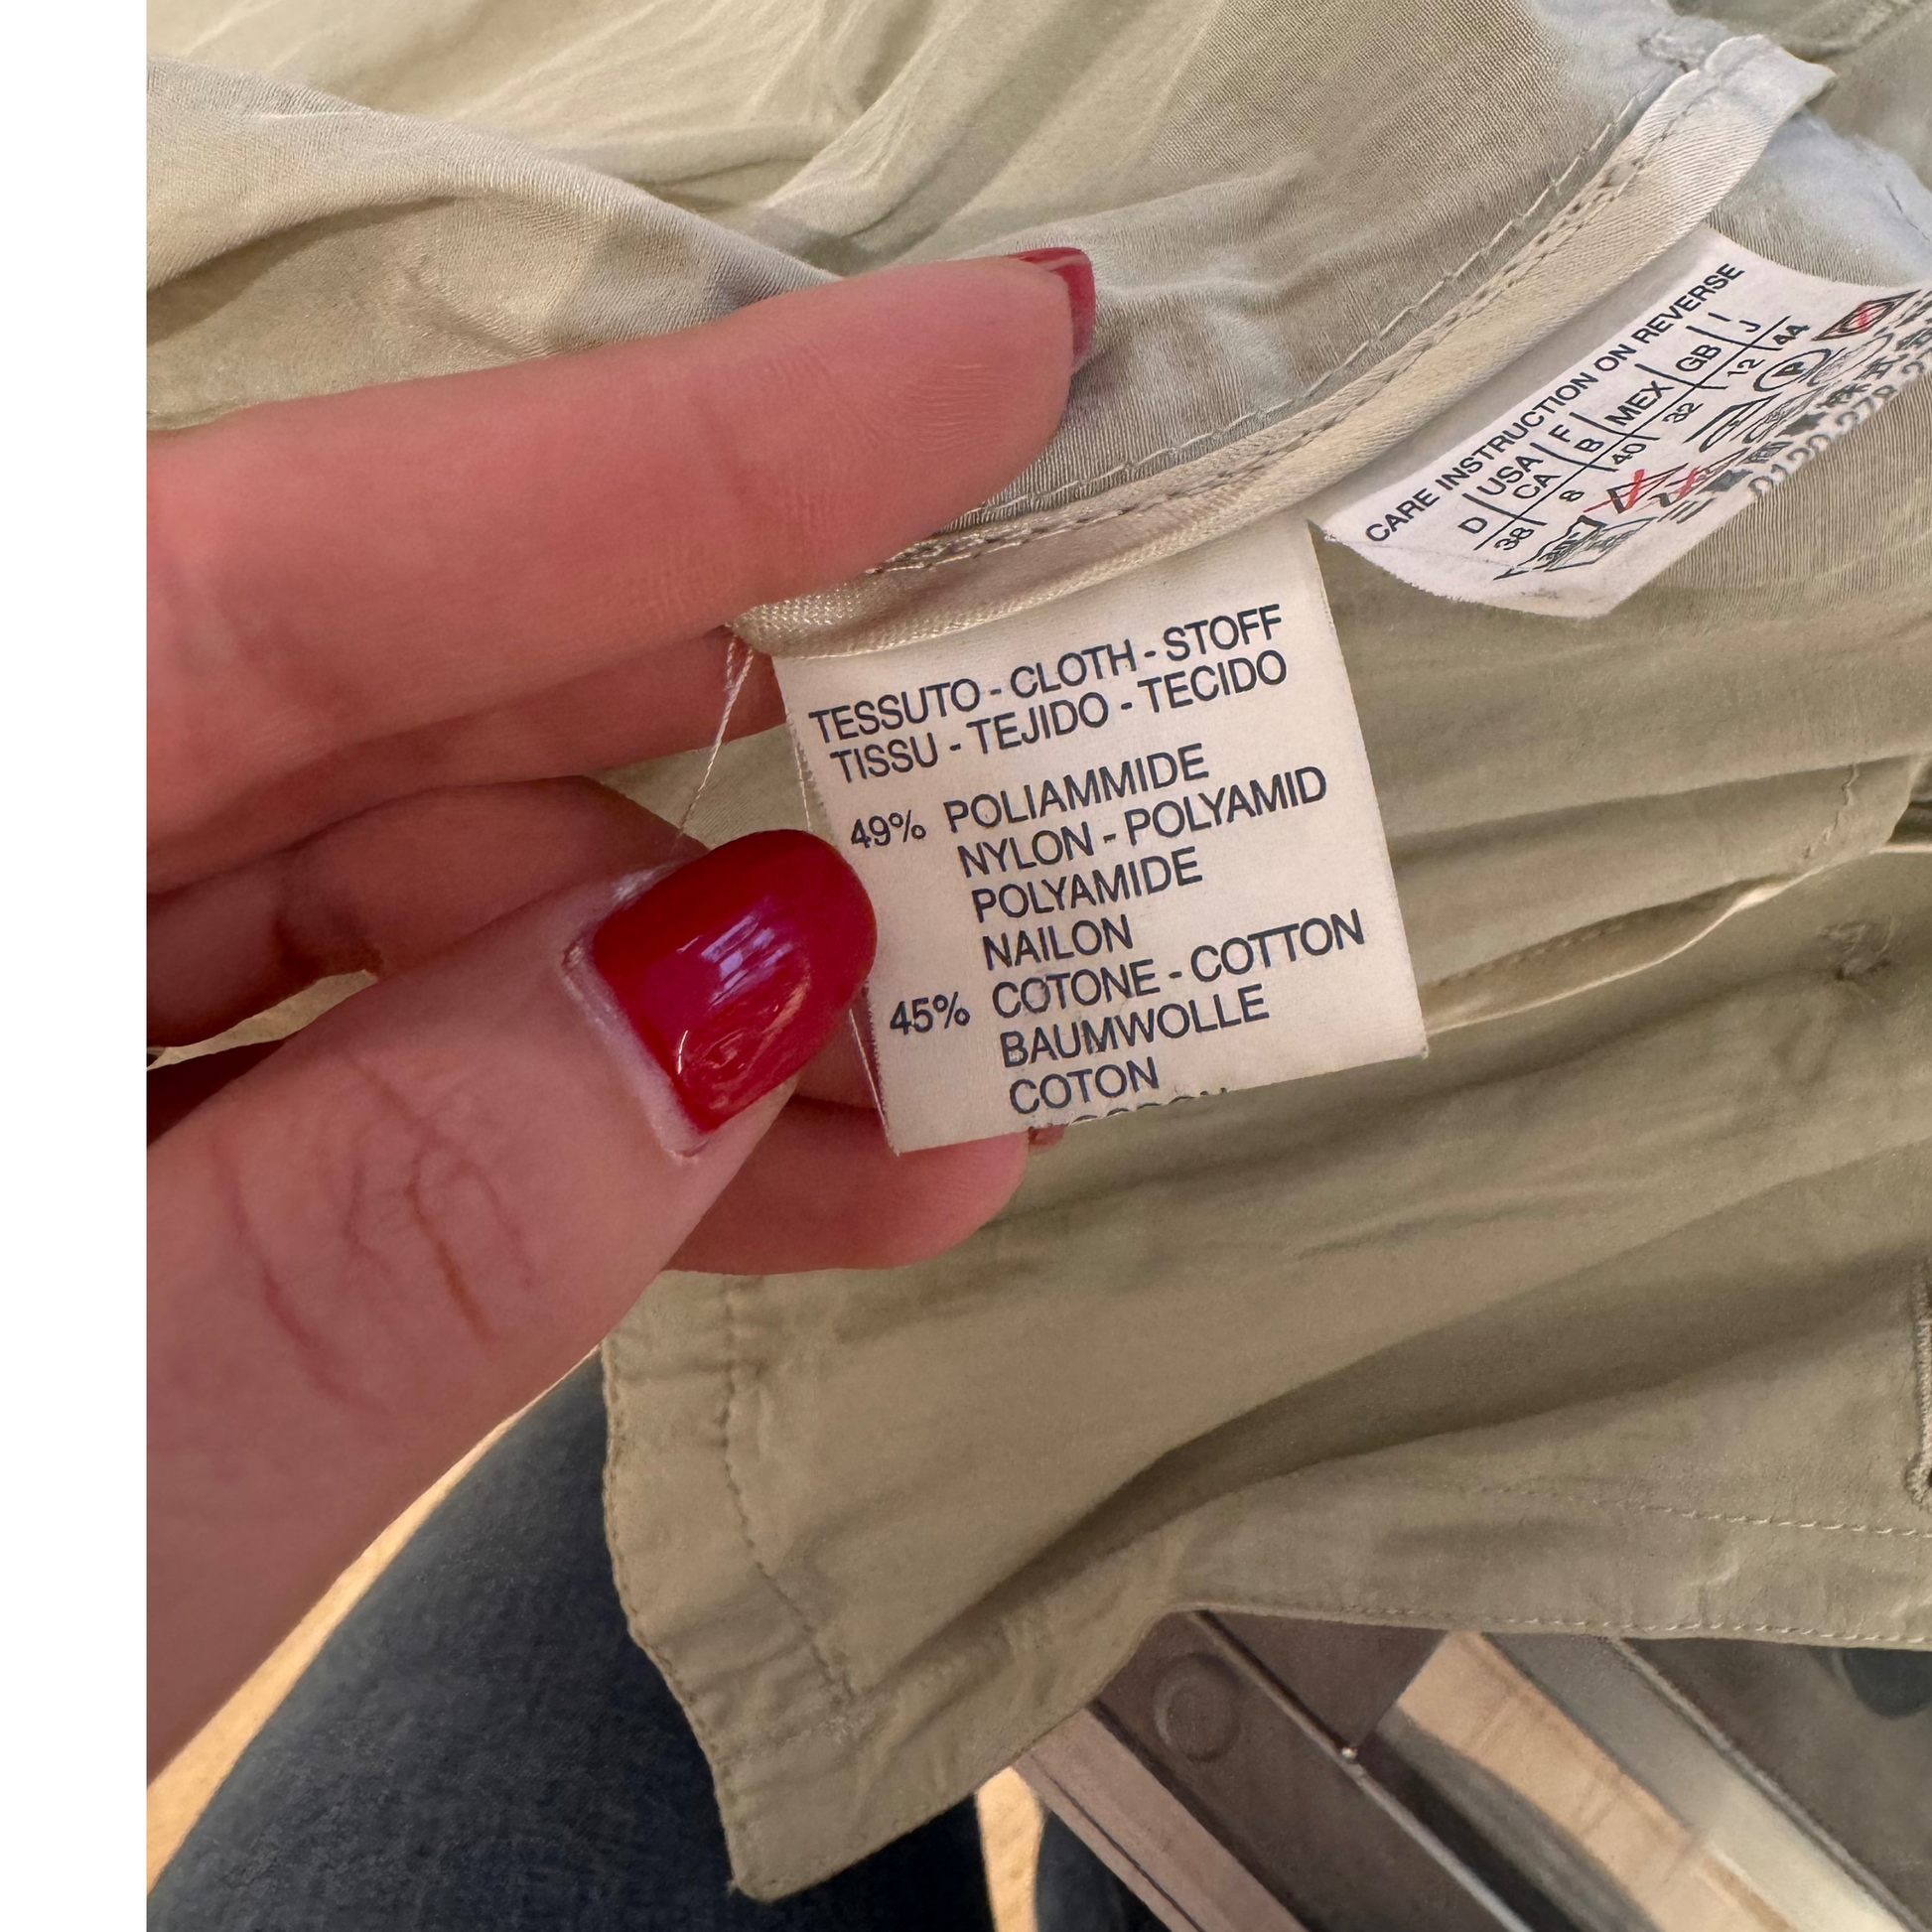 TESSUTO - CLOTH - STOFF
TISSU - TEJIDO - TECIDO
49% POLIAMMIDE
NYLON - POLYAMID
POLYAMIDE
NAILON
45% COTONE - COTTON
BAUMWOLLE
COTON
CARE INSTRUCTION ON REVERSE
D USA F MEX GB I
CA B J
38 8 40 32 12 44